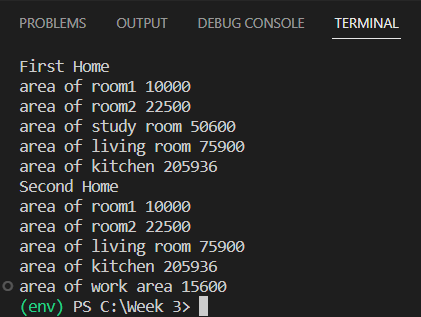 PROBLEMS OUTPUT DEBUG CONSOLE TERMINAL
First Home
area of room1 10000
area of room2 22500
area of study room 50600
area of living room 75900
area of kitchen 205936
Second Home
area of room1 10000
area of room2 22500
area of living room 75900
area of kitchen 205936
area of work area 15600
(env) PS C:\Week 3>